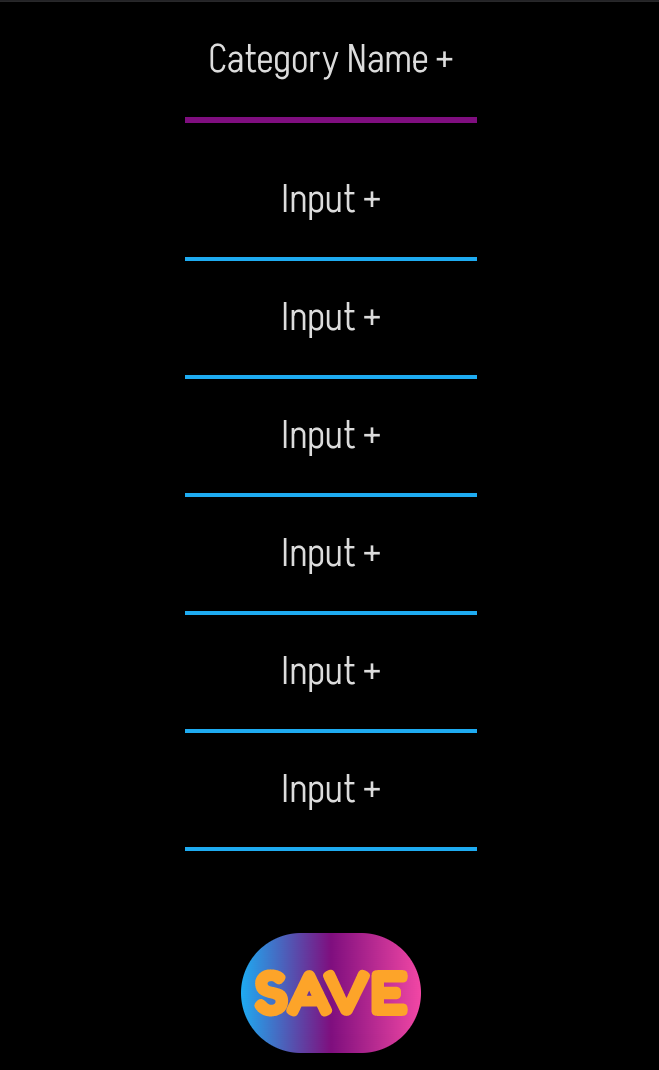 Category Name +
Input +
Input +
Input +
Input +
Input +
Input +
SAVE